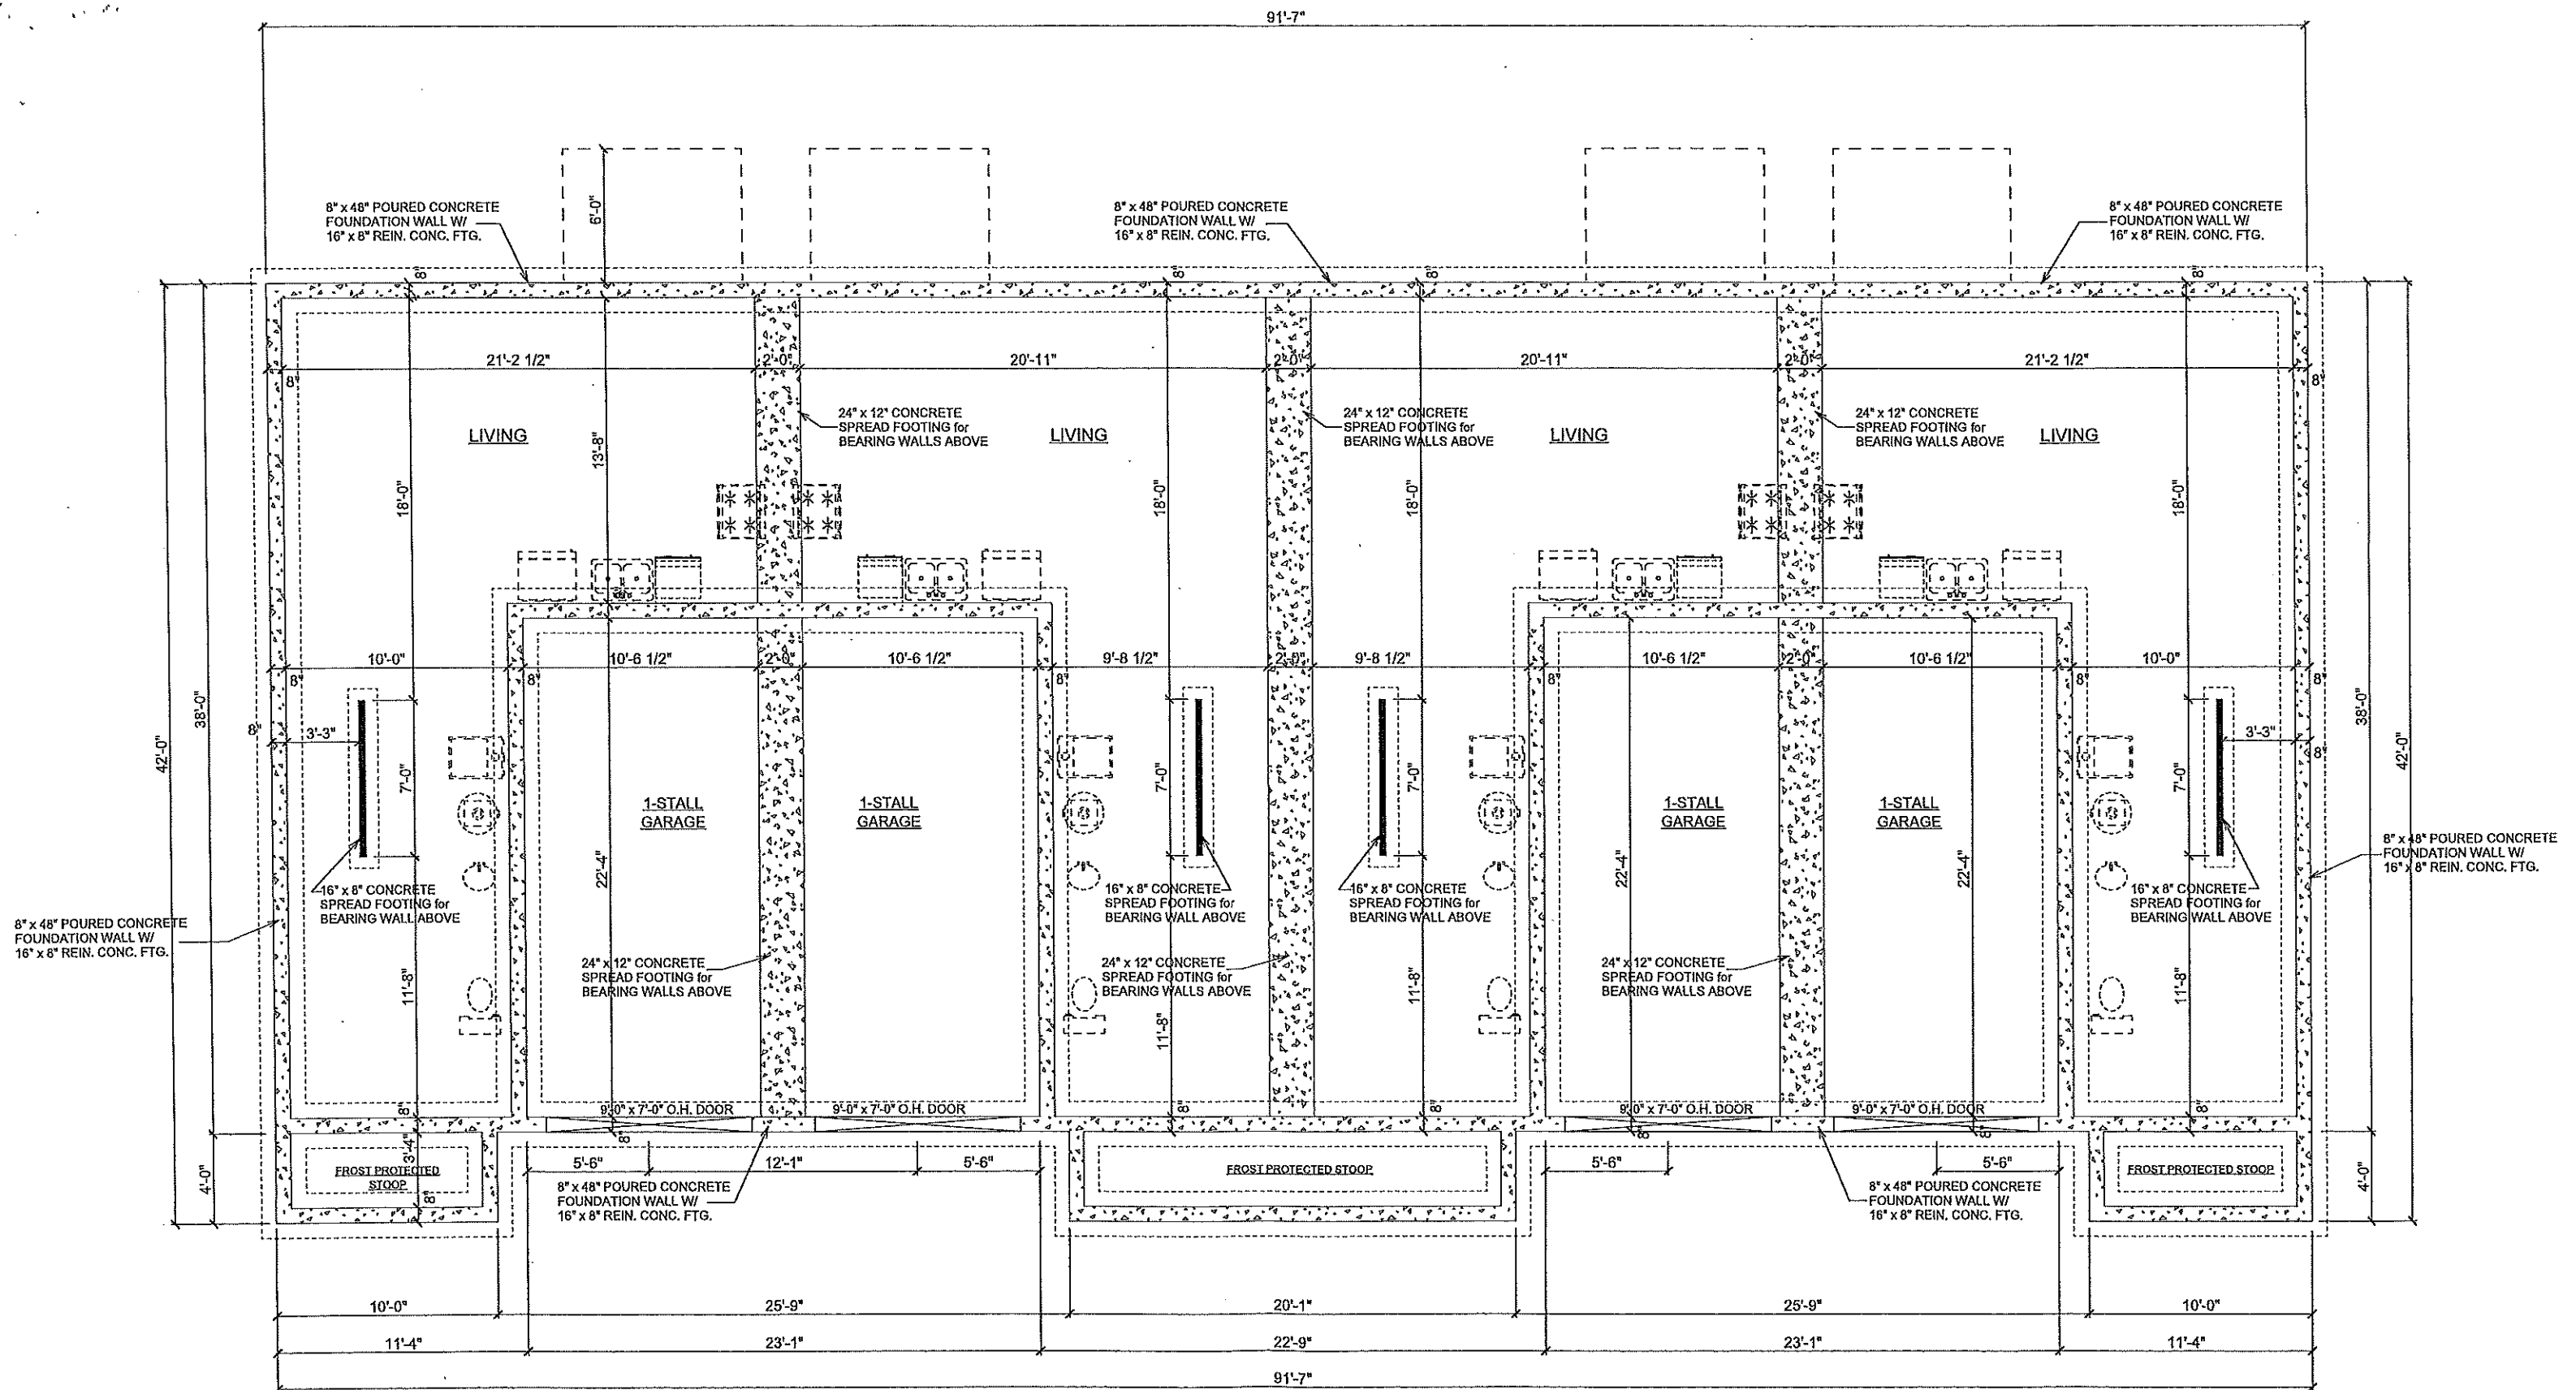 91'-7"
6'-0"
8" x 48" POURED CONCRETE
FOUNDATION WALL W/
16" x 8" REIN. CONC. FTG.
8" x 48" POURED CONCRETE
FOUNDATION WALL W/
16" x 8" REIN. CONC. FTG.
8" x 48" POURED CONCRETE
FOUNDATION WALL W/
16" x 8" REIN. CONC. FTG.
8"
8"
8"
8"
21'-2 1/2"
2'-0"
20'-11"
2'-0"
20'-11"
2'-0"
21'-2 1/2"
8"
8"
24" x 12" CONCRETE
SPREAD FOOTING for
BEARING WALLS ABOVE
24" x 12" CONCRETE
SPREAD FOOTING for
BEARING WALLS ABOVE
24" x 12" CONCRETE
SPREAD FOOTING for
BEARING WALLS ABOVE
LIVING
LIVING
LIVING
LIVING
13'-8"
18'-0"
18'-0"
18'-0"
18'-0"
10'-0"
10'-6 1/2"
2'-0"
10'-6 1/2"
9'-8 1/2"
2'-0"
9'-8 1/2"
10'-6 1/2"
2'-0"
10'-6 1/2"
10'-0"
8"
8"
8"
8"
8"
8"
42'-0"
38'-0"
38'-0"
42'-0"
8"
3'-3"
3'-3"
8"
7'-0"
7'-0"
7'-0"
7'-0"
1-STALL
GARAGE
1-STALL
GARAGE
1-STALL
GARAGE
1-STALL
GARAGE
22'-4"
22'-4"
22'-4"
8" x 48" POURED CONCRETE
FOUNDATION WALL W/
16" x 8" REIN. CONC. FTG.
16" x 8" CONCRETE
SPREAD FOOTING for
BEARING WALL ABOVE
16" x 8" CONCRETE
SPREAD FOOTING for
BEARING WALL ABOVE
16" x 8" CONCRETE
SPREAD FOOTING for
BEARING WALL ABOVE
16" x 8" CONCRETE
SPREAD FOOTING for
BEARING WALL ABOVE
8" x 48" POURED CONCRETE
FOUNDATION WALL W/
16" x 8" REIN. CONC. FTG.
24" x 12" CONCRETE
SPREAD FOOTING for
BEARING WALLS ABOVE
24" x 12" CONCRETE
SPREAD FOOTING for
BEARING WALLS ABOVE
24" x 12" CONCRETE
SPREAD FOOTING for
BEARING WALLS ABOVE
11'-8"
11'-8"
11'-8"
11'-8"
8"
9'-0" x 7'-0" O.H. DOOR
9'-0" x 7'-0" O.H. DOOR
8"
8"
9'-0" x 7'-0" O.H. DOOR
9'-0" x 7'-0" O.H. DOOR
8"
8"
8"
8"
4'-0"
3'-4"
8"
FROST PROTECTED
STOOP
5'-6"
12'-1"
5'-6"
FROST PROTECTED STOOP
5'-6"
5'-6"
FROST PROTECTED STOOP
4'-0"
8" x 48" POURED CONCRETE
FOUNDATION WALL W/
16" x 8" REIN. CONC. FTG.
8" x 48" POURED CONCRETE
FOUNDATION WALL W/
16" x 8" REIN. CONC. FTG.
10'-0"
25'-9"
20'-1"
25'-9"
10'-0"
11'-4"
23'-1"
22'-9"
23'-1"
11'-4"
91'-7"